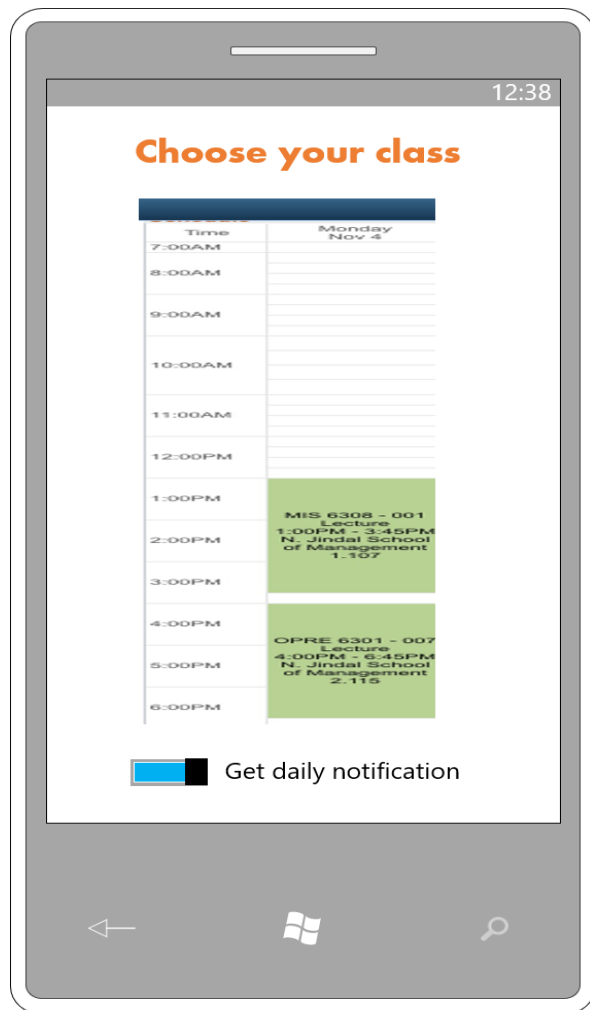 12:38
Choose your class
Time
Monday
Nov 4
7:00AM
8:00AM
9:00AM
10:00AM
11:00AM
12:00PM
1:00PM
MIS 6308 - 001
Lecture
1:00PM - 3:45PM
N. Jindal School
of Management
1.107
2:00PM
3:00PM
4:00PM
OPRE 6301 - 007
Lecture
4:00PM - 6:45PM
N. Jindal School
of Management
2.115
5:00PM
6:00PM
Get daily notification